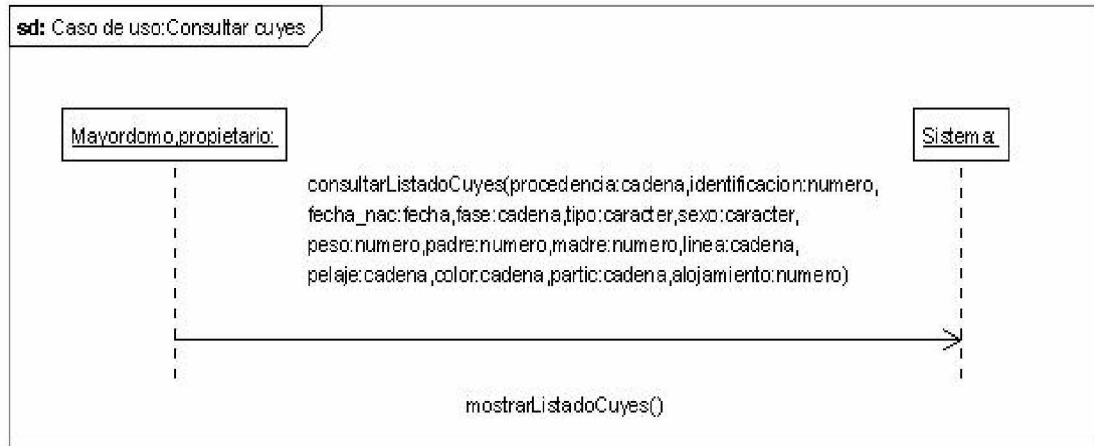 sd: Caso de uso:Consultar cuyes
Mayordomo,propietario:
Sistema:
consultarListadoCuyes(procedencia:cadena,identificacion:numero,
fecha_nac:fecha,fase:cadena,tipo:caracter,sexo:caracter,
peso:numero,padre:numero,madre:numero,linea:cadena,
pelaje:cadena,color:cadena,partic:cadena,alojamiento:numero)
mostrarListadoCuyes()